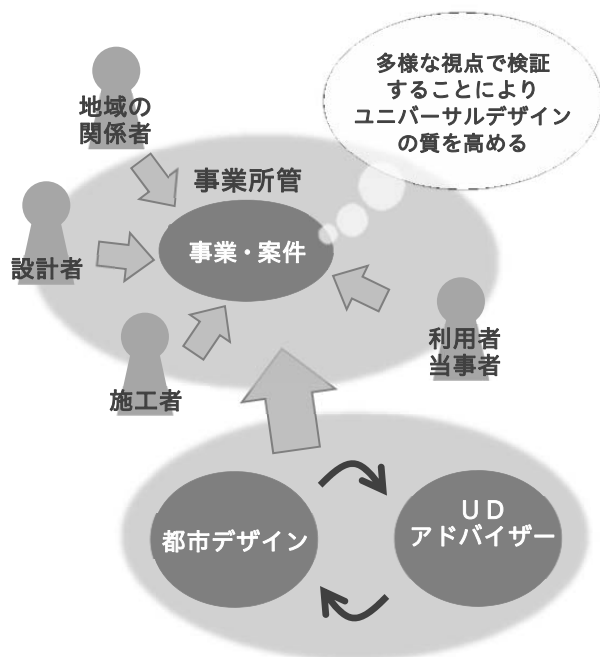 多様な視点で検証
することにより
ユニバーサルデザイン
の質を高める
地域の
関係者
事業所管
事業・案件
設計者
利用者
当事者
施工者
都市デザイン
UD
アドバイザー